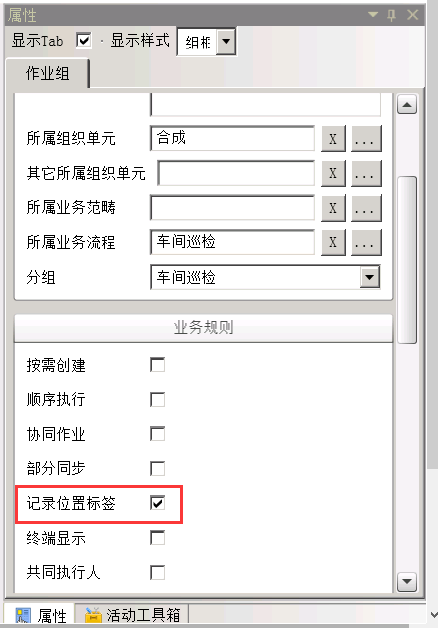 属性
显示Tab · 显示样式 细粗
作业组
所属组织单元 合成 X ...
其它所属组织单元 X ...
所属业务范畴 X ...
所属业务流程 车间巡检 X ...
分组 车间巡检
业务规则
按需创建
顺序执行
协同作业
部分同步
记录位置标签
终端显示
共同执行人
属性 活动工具箱